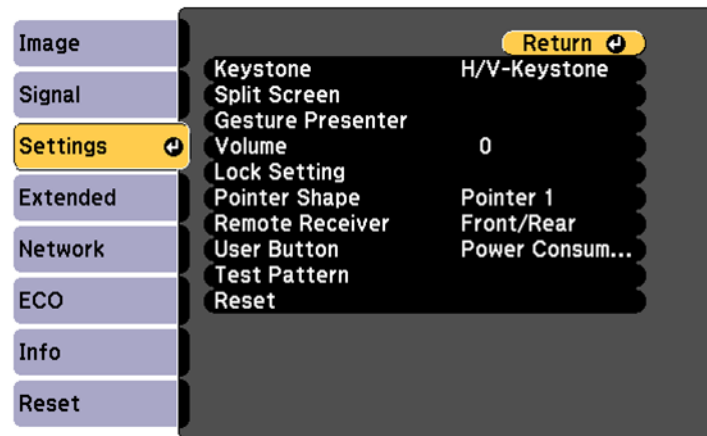 Image
Signal
Settings
Extended
Network
ECO
Info
Reset
Return
Keystone H/V-Keystone
Split Screen
Gesture Presenter
Volume 0
Lock Setting
Pointer Shape Pointer 1
Remote Receiver Front/Rear
User Button Power Consum...
Test Pattern
Reset